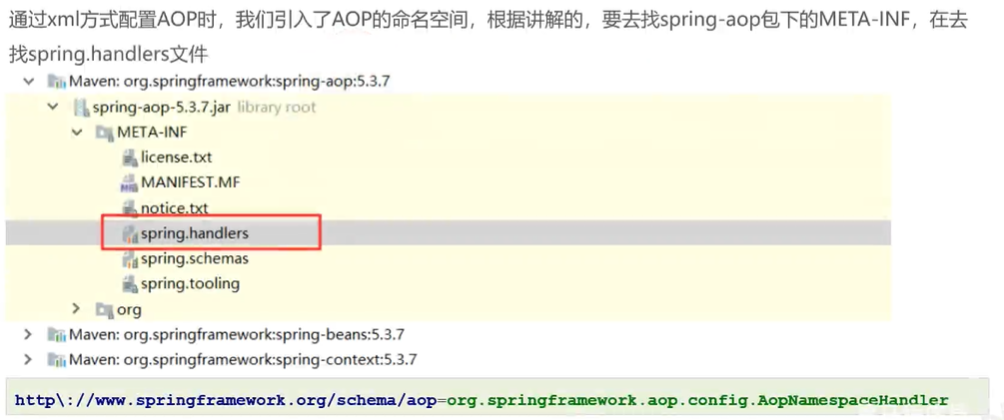 通过xml方式配置AOP时，我们引入了AOP的命名空间，根据讲解的，要去找spring-aop包下的META-INF，在去
找spring.handlers文件
Maven: org.springframework:spring-aop:5.3.7
spring-aop-5.3.7.jar library root
META-INF
license.txt
MANIFEST.MF
notice.txt
spring.handlers
spring.schemas
spring.tooling
org
Maven: org.springframework:spring-beans:5.3.7
Maven: org.springframework:spring-context:5.3.7
http\://www.springframework.org/schema/aop=org.springframework.aop.config.AopNamespaceHandler